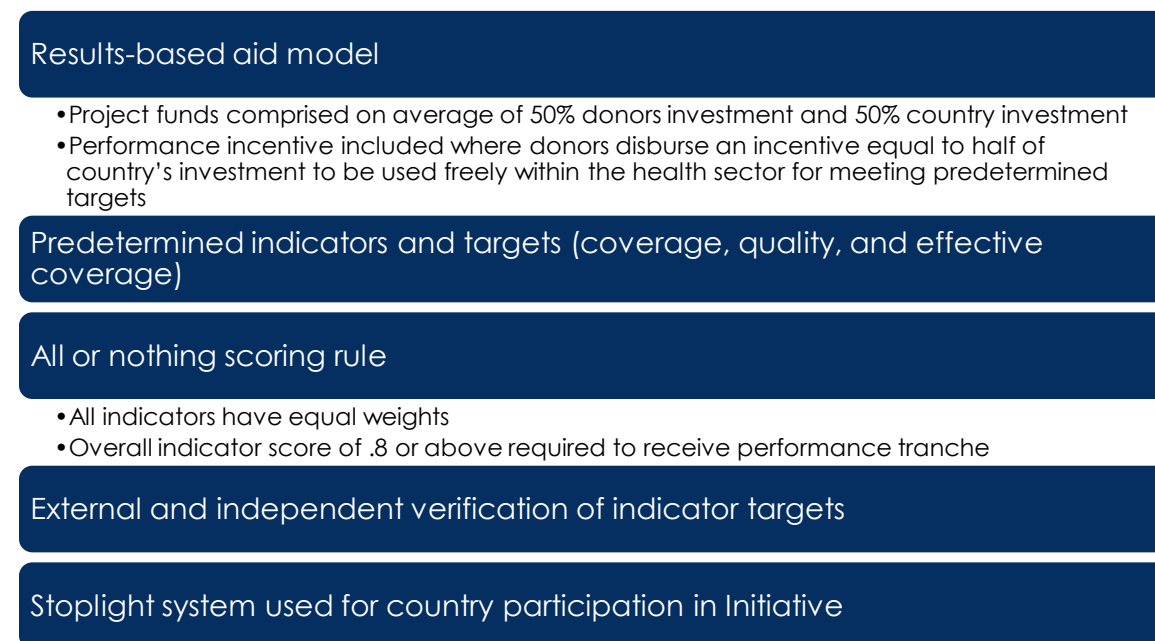 Results-based aid model
•Project funds comprised on average of 50% donors investment and 50% country investment
•Performance incentive included where donors disburse an incentive equal to half of
country’s investment to be used freely within the health sector for meeting predetermined
targets
Predetermined indicators and targets (coverage, quality, and effective
coverage)
All or nothing scoring rule
•All indicators have equal weights
•Overall indicator score of .8 or above required to receive performance tranche
External and independent verification of indicator targets
Stoplight system used for country participation in Initiative